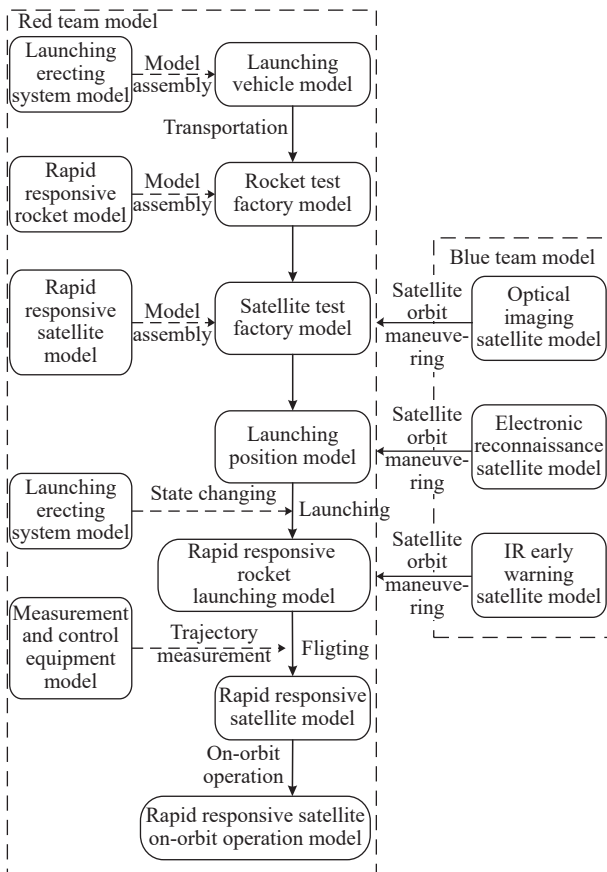 Red team model
Launching
erecting
system model
Model
assembly
Launching
vehicle model
Transportation
Rapid
responsive
rocket model
Model
assembly
Rocket test
factory model
Rapid
responsive
satellite
model
Model
assembly
Satellite test
factory model
Blue team model
Satellite
orbit
maneuve-
ring
Optical
imaging
satellite model
Launching
position model
Satellite
orbit
maneuve-
ring
Electronic
reconnaissance
satellite model
Launching
erecting
system model
State changing
Launching
Rapid responsive
rocket
launching model
Satellite
orbit
maneuve-
ring
IR early
warning
satellite model
Measurement
and control
equipment
model
Trajectory
measurement
Fligting
Rapid responsive
satellite model
On-orbit
operation
Rapid responsive satellite
on-orbit operation model